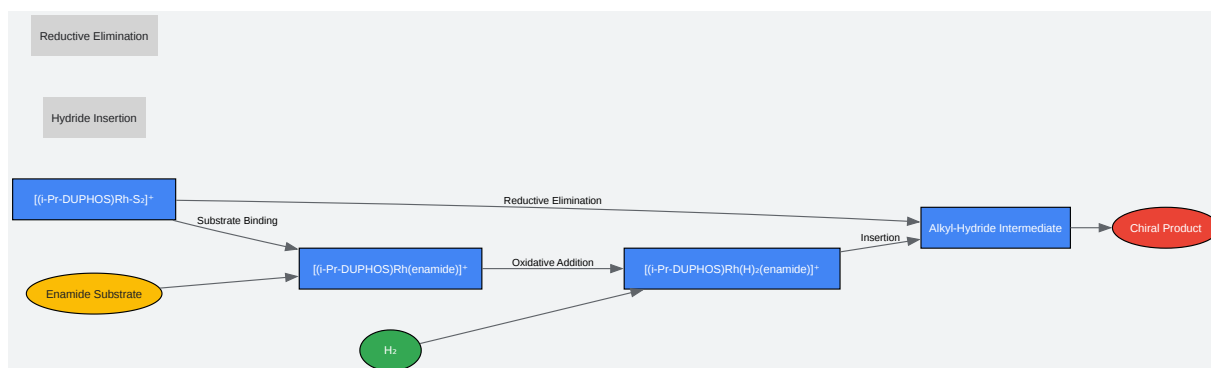 Reductive Elimination
Hydride Insertion
[(i-Pr-DUPHOS)Rh-S₂]⁺
Reductive Elimination
Substrate Binding
Alkyl-Hydride Intermediate
Chiral Product
Insertion
[(i-Pr-DUPHOS)Rh(enamide)]⁺
Oxidative Addition
[(i-Pr-DUPHOS)Rh(H)₂(enamide)]⁺
Enamide Substrate
H₂